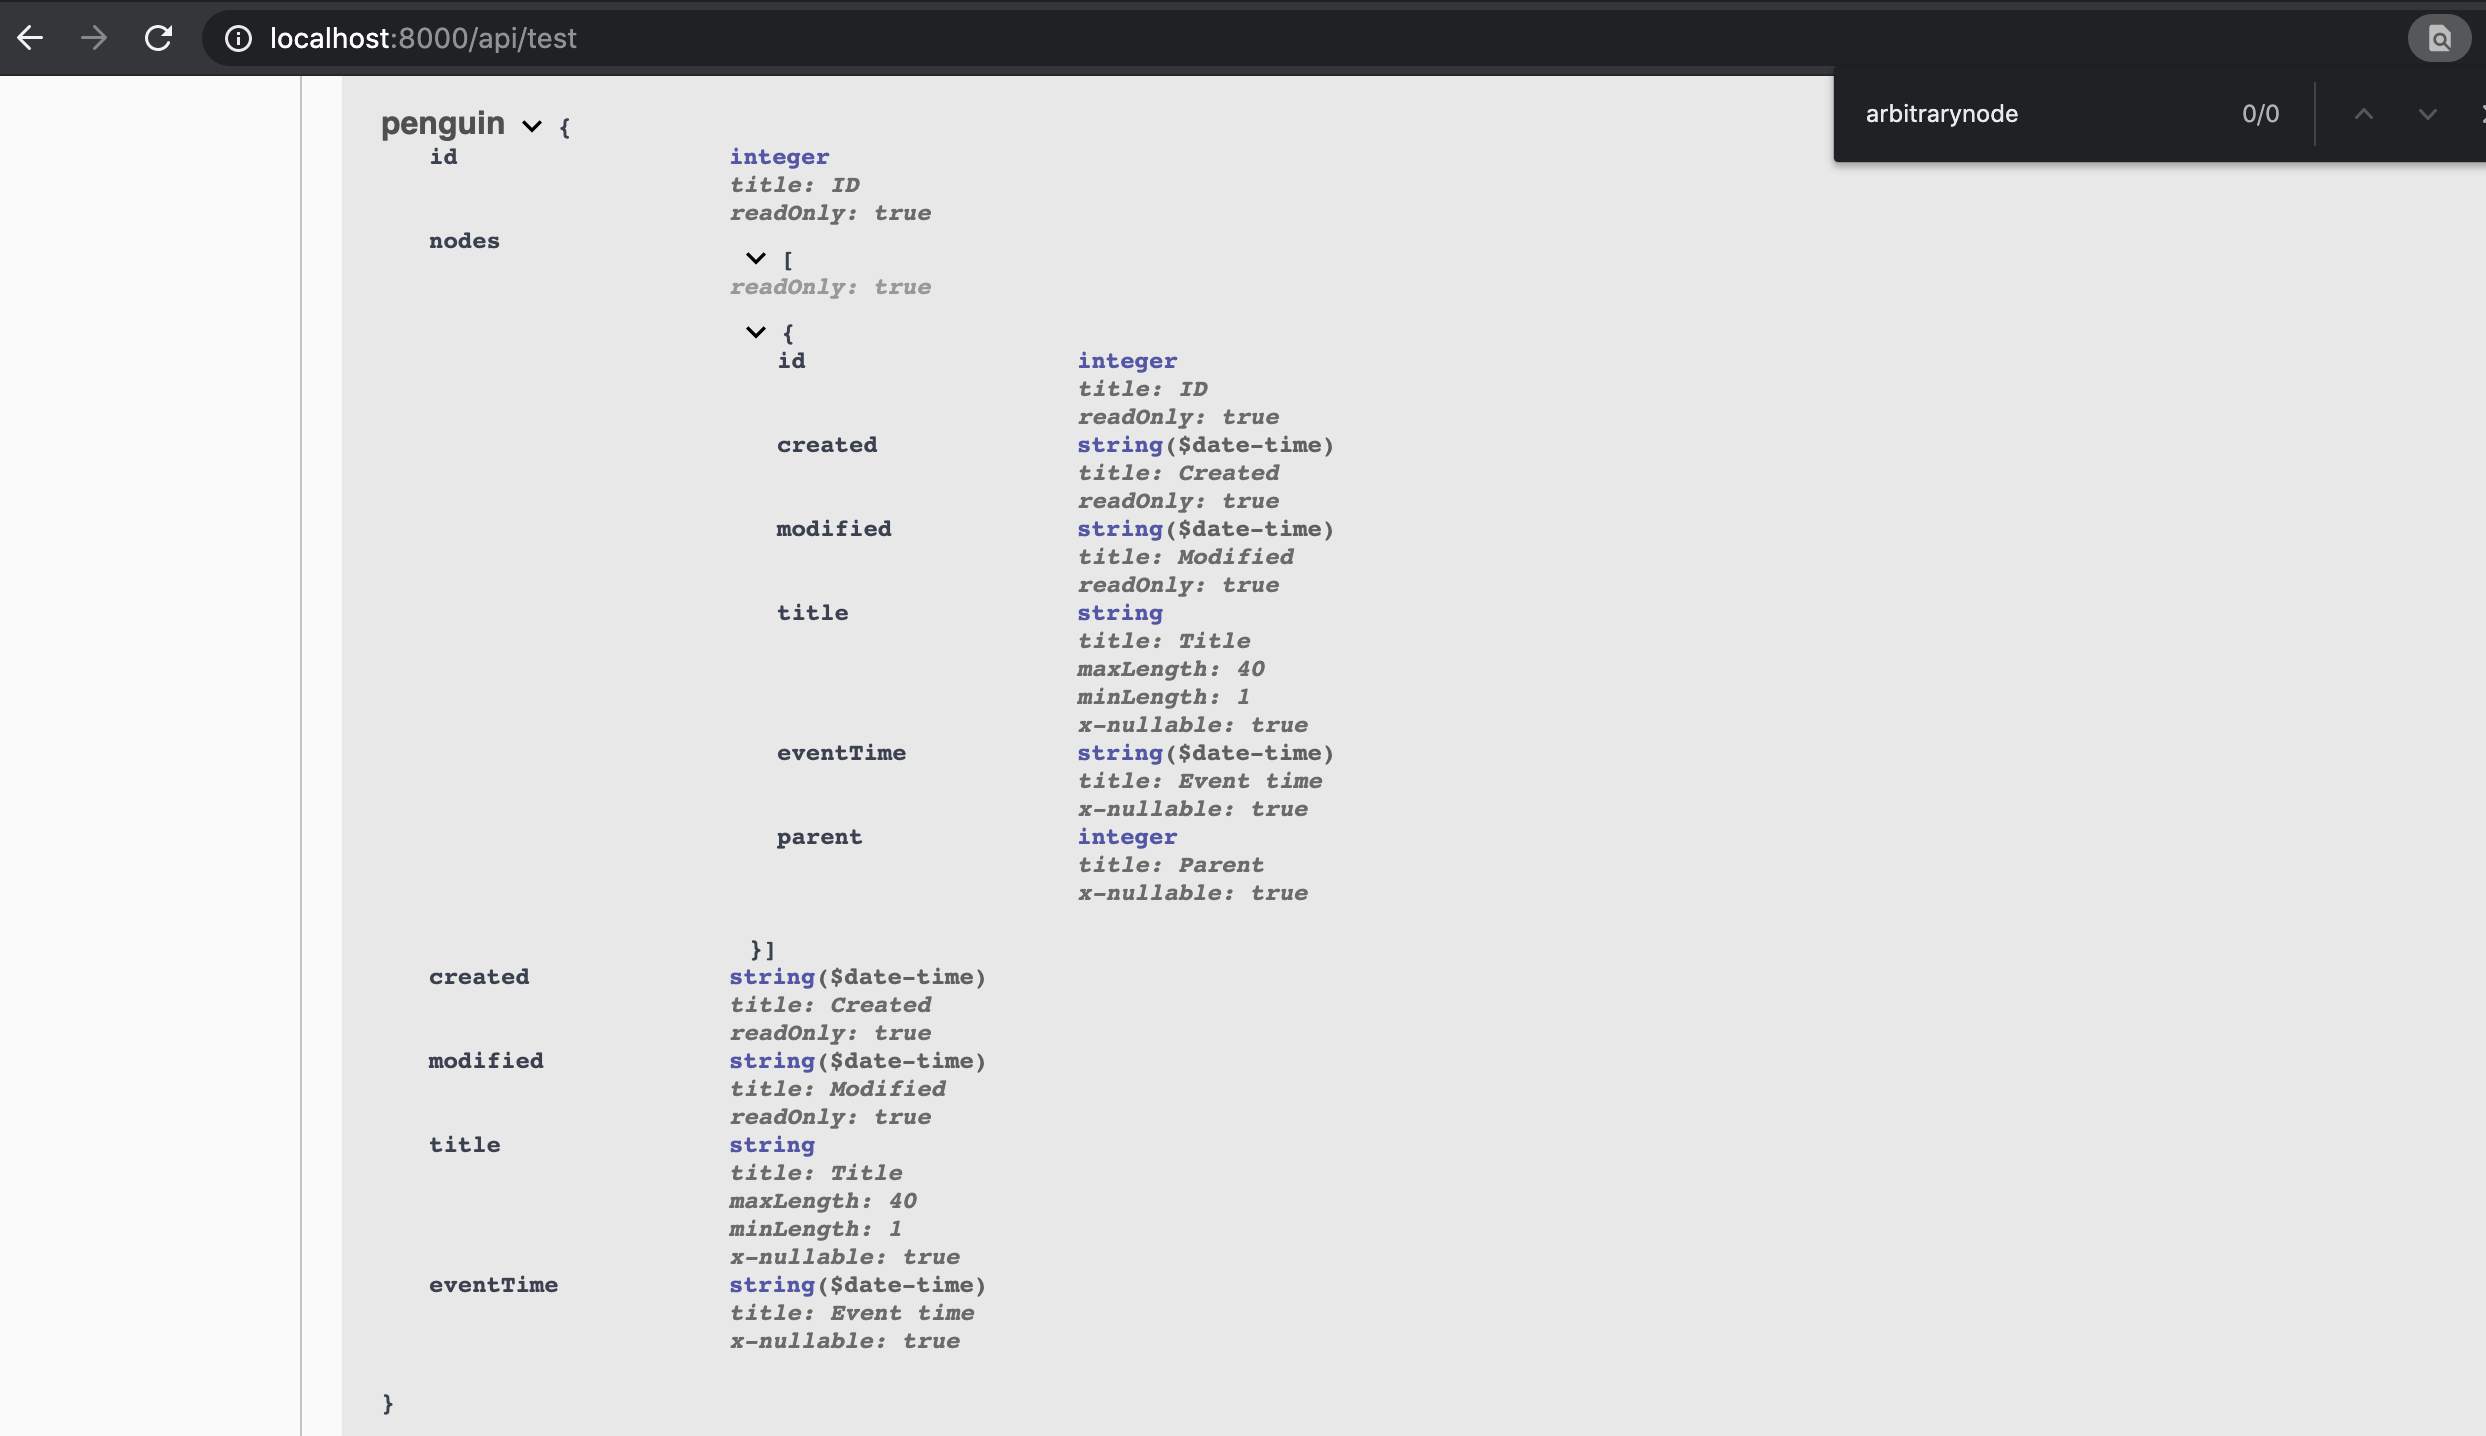 localhost:8000/api/test
arbitrarynode 0/0
penguin {
id integer
title: ID
readOnly: true
nodes
[
readOnly: true
{
id integer
title: ID
readOnly: true
created string($date-time)
title: Created
readOnly: true
modified string($date-time)
title: Modified
readOnly: true
title string
title: Title
maxLength: 40
minLength: 1
x-nullable: true
eventTime string($date-time)
title: Event time
x-nullable: true
parent integer
title: Parent
x-nullable: true
}]
created string($date-time)
title: Created
readOnly: true
modified string($date-time)
title: Modified
readOnly: true
title string
title: Title
maxLength: 40
minLength: 1
x-nullable: true
eventTime string($date-time)
title: Event time
x-nullable: true
}